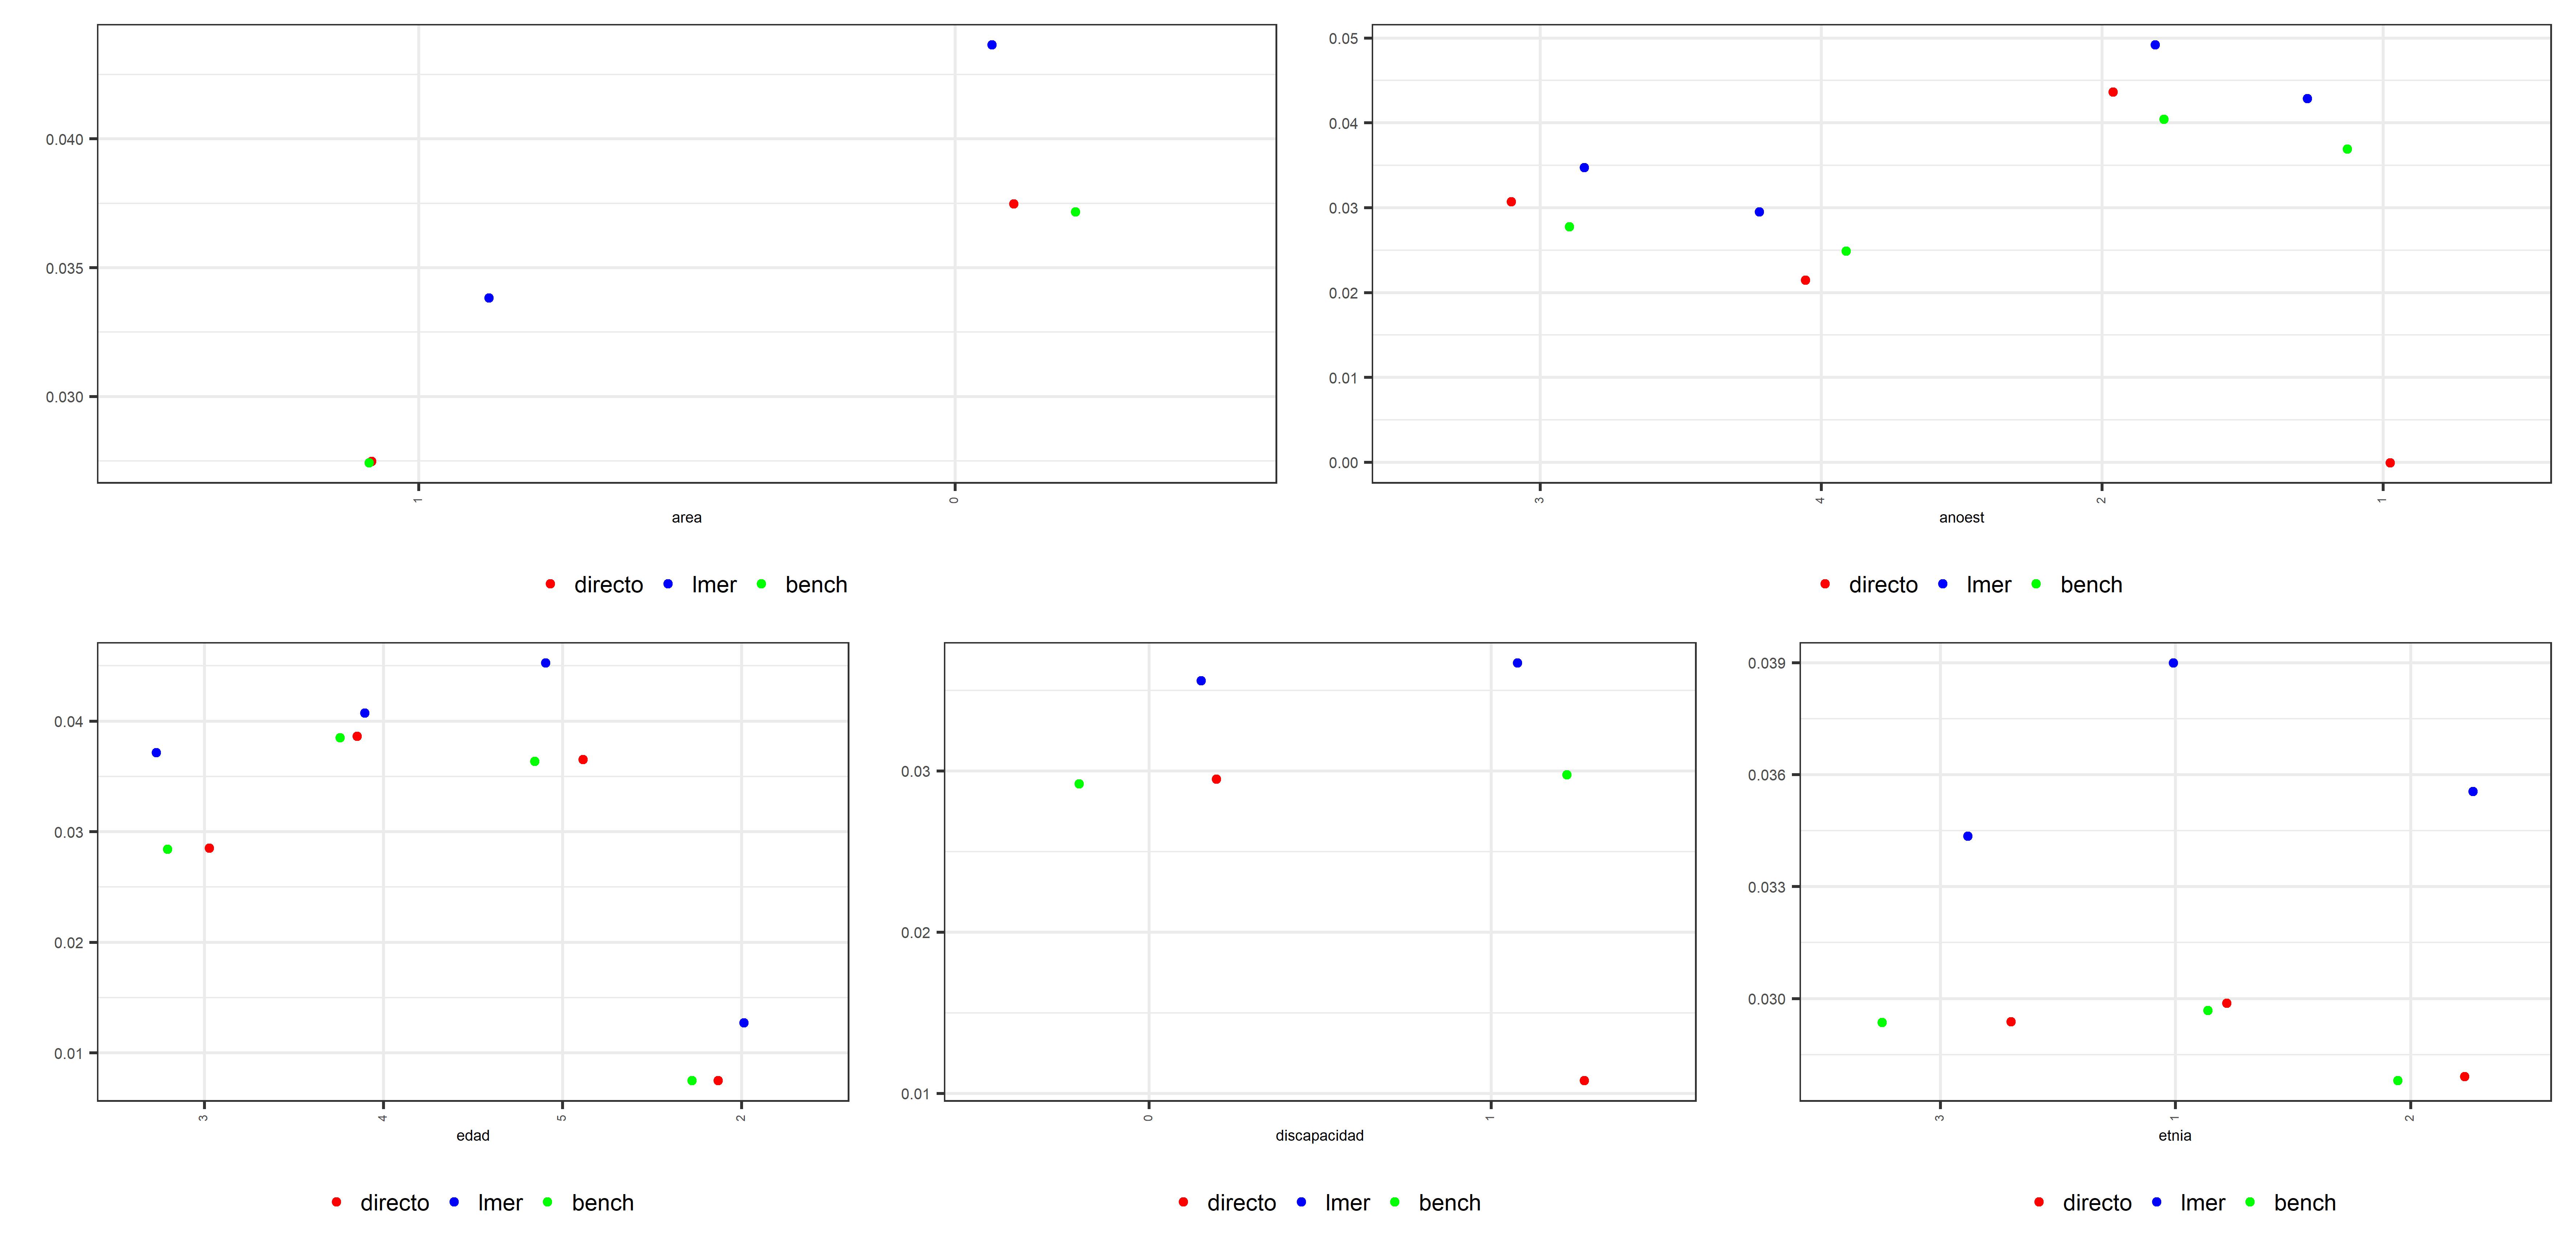 0.040
0.035
0.030
1 0
area
directo lmer bench
0.05
0.04
0.03
0.02
0.01
0.00
3 4 2 1
anoest
directo lmer bench
0.04
0.03
0.02
0.01
3 4 5 2
edad
directo lmer bench
0.03
0.02
0.01
0 1
discapacidad
directo lmer bench
0.039
0.036
0.033
0.030
3 1 2
etnia
directo lmer bench